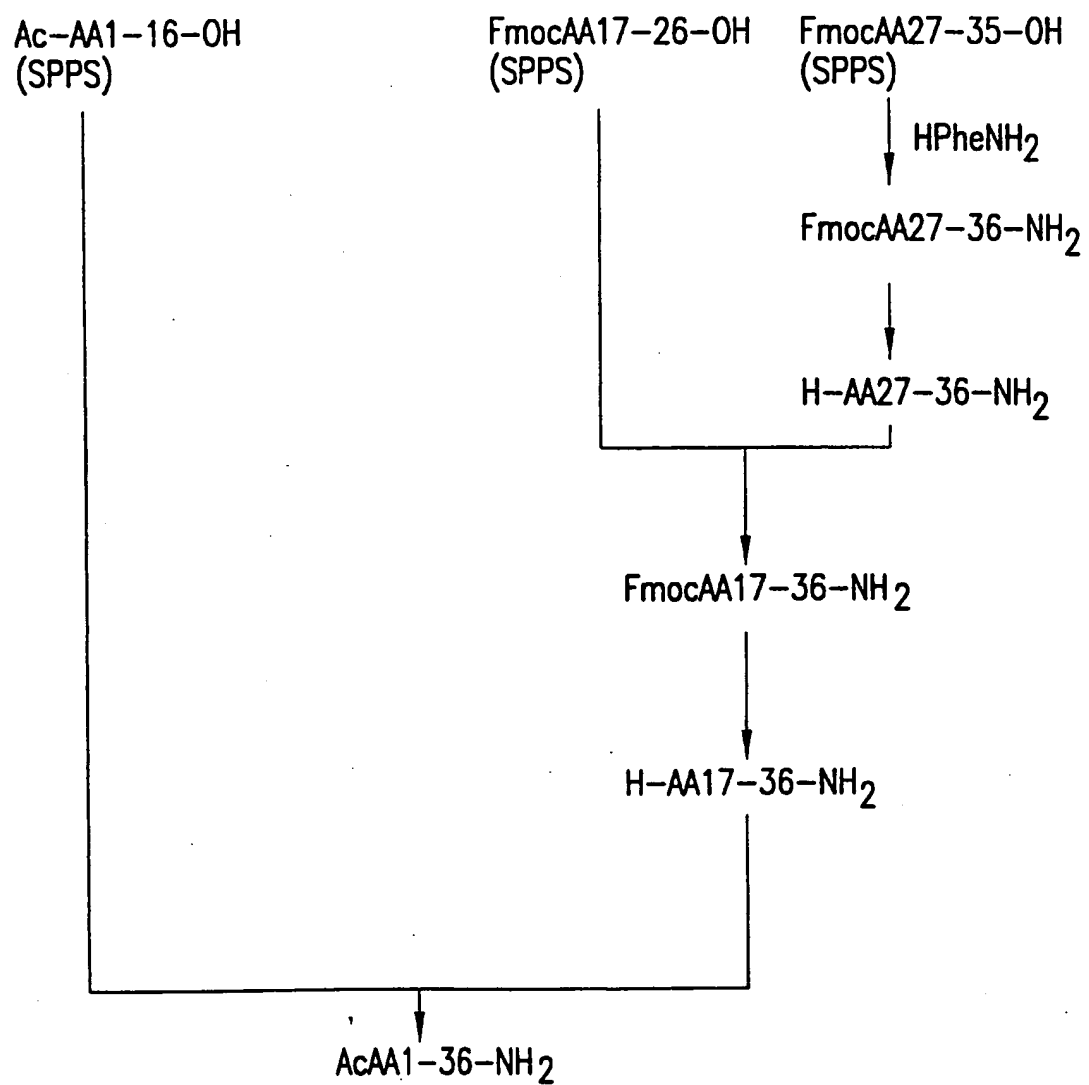 Ac-AA1-16-OH
(SPPS)
FmocAA17-26-OH
(SPPS)
FmocAA27-35-OH
(SPPS)
HPheNH2
FmocAA27-36-NH2
H-AA27-36-NH2
FmocAA17-36-NH2
H-AA17-36-NH2
AcAA1-36-NH2